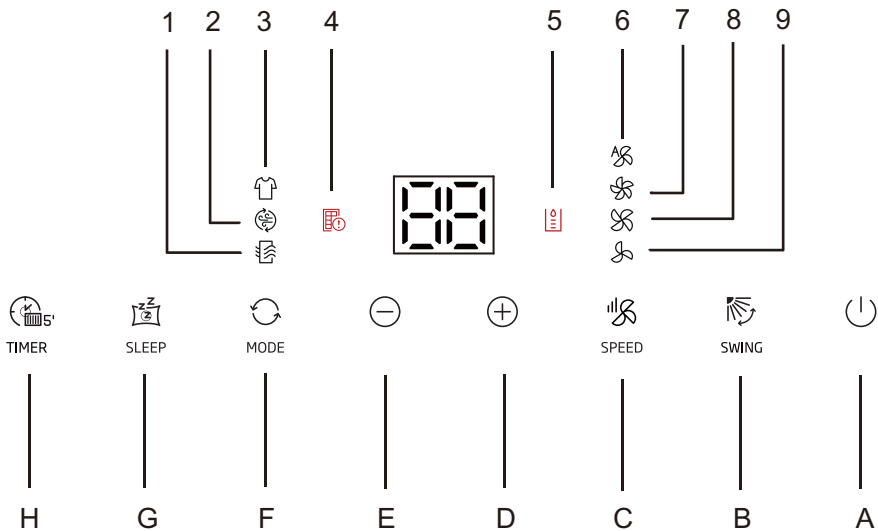 1 2 3 4 5 6 7 8 9
A
88
5'
TIMER SLEEP MODE SPEED SWING
H G F E D C B A